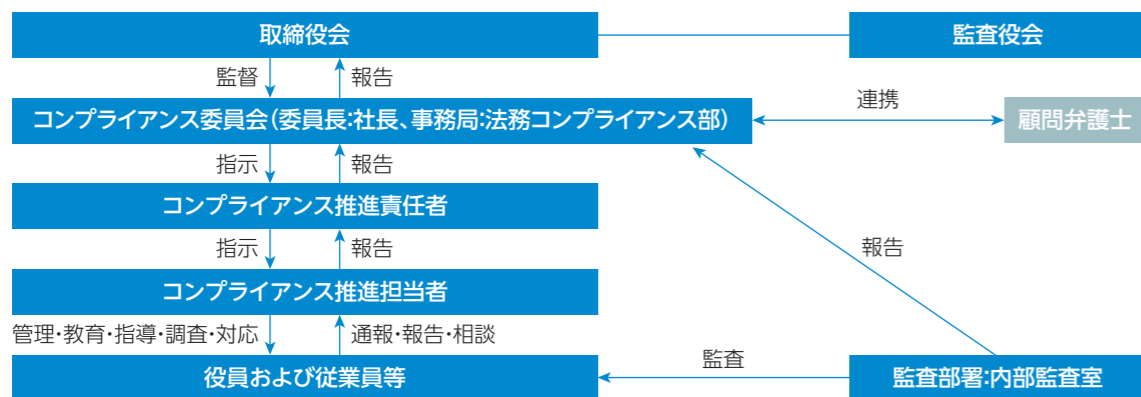 取締役会
監査役会
監督
報告
連携
コンプライアンス委員会(委員長:社長、事務局:法務コンプライアンス部)
顧問弁護士
指示
報告
コンプライアンス推進責任者
指示
報告
報告
コンプライアンス推進担当者
管理・教育・指導・調査・対応
通報・報告・相談
監査
役員および従業員等
監査部署:内部監査室